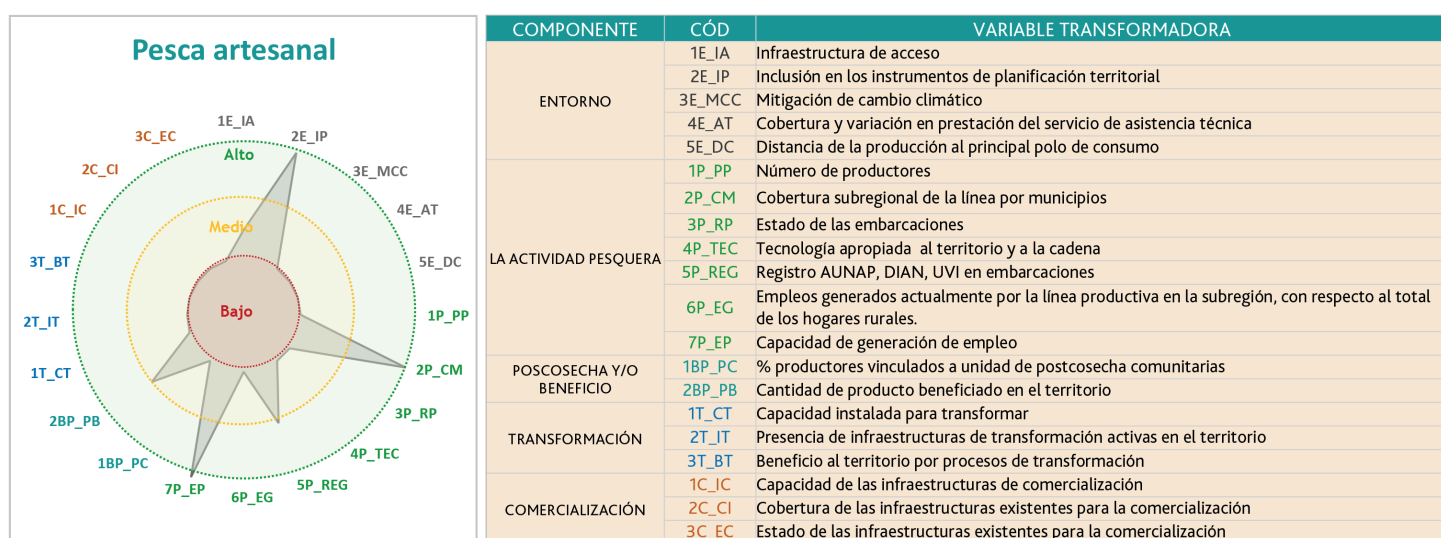 Pesca artesanal
1E_IA
2E_IP
3E_MCC
4E_AT
5E_DC
1P_PP
2P_CM
3P_RP
4P_TEC
5P_REG
6P_EG
7P_EP
1BP_PC
2BP_PB
1T_CT
2T_IT
3T_BT
1C_IC
2C_CI
3C_EC
Alto
Medio
Bajo
COMPONENTE CÓD VARIABLE TRANSFORMADORA
ENTORNO
1E_IA Infraestructura de acceso
2E_IP Inclusión en los instrumentos de planificación territorial
3E_MCC Mitigación de cambio climático
4E_AT Cobertura y variación en prestación del servicio de asistencia técnica
5E_DC Distancia de la producción al principal polo de consumo
LA ACTIVIDAD PESQUERA
1P_PP Número de productores
2P_CM Cobertura subregional de la línea por municipios
3P_RP Estado de las embarcaciones
4P_TEC Tecnología apropiada al territorio y a la cadena
5P_REG Registro AUNAP, DIAN, UVI en embarcaciones
6P_EG Empleos generados actualmente por la línea productiva en la subregión, con respecto al total
de los hogares rurales.
7P_EP Capacidad de generación de empleo
POSCOSECHA Y/O
BENEFICIO
1BP_PC % productores vinculados a unidad de postcosecha comunitarias
2BP_PB Cantidad de producto beneficiado en el territorio
TRANSFORMACIÓN
1T_CT Capacidad instalada para transformar
2T_IT Presencia de infraestructuras de transformación activas en el territorio
3T_BT Beneficio al territorio por procesos de transformación
COMERCIALIZACIÓN
1C_IC Capacidad de las infraestructuras de comercialización
2C_CI Cobertura de las infraestructuras existentes para la comercialización
3C_EC Estado de las infraestructuras existentes para la comercialización